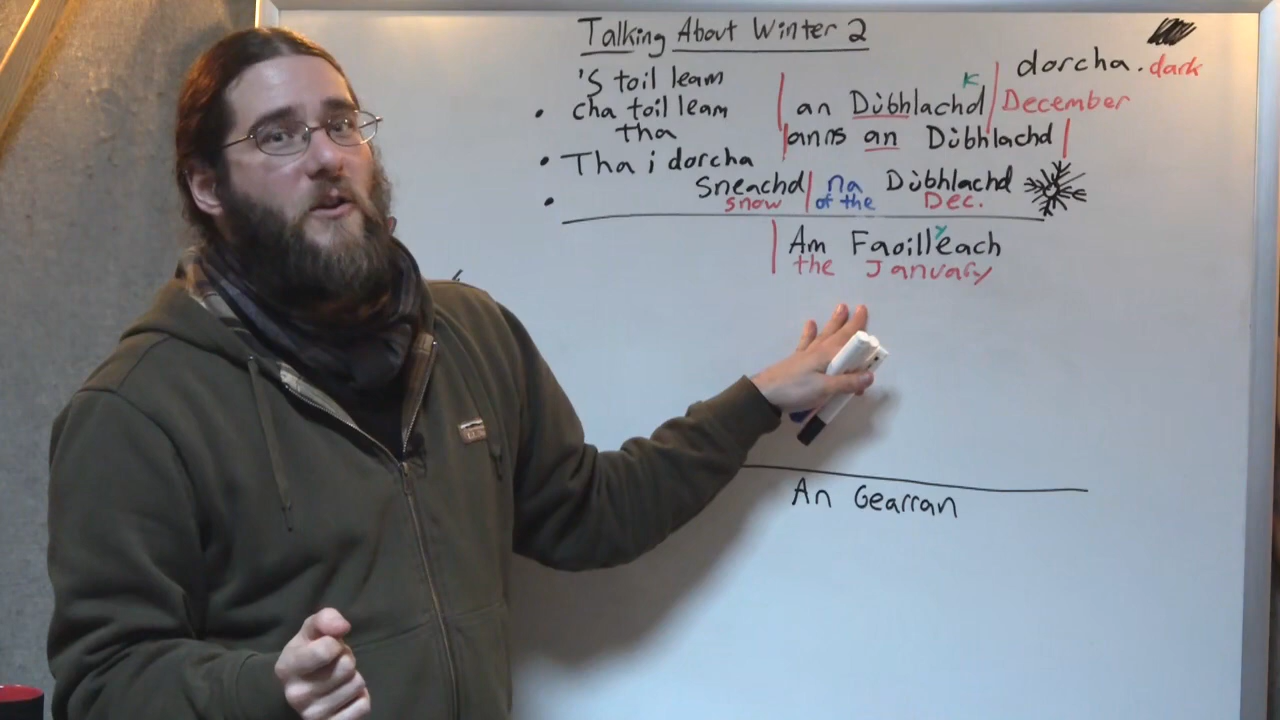 Talking About Winter 2
'S toil leam
• cha toil leam
tha
• Tha i dorcha
•
dorcha. dark
k
an Dùbhlachd December
anns an Dùbhlachd
Sneachd na Dùbhlachd
snow of the Dec.
y
Am Faoilleach
the January
An Gearran